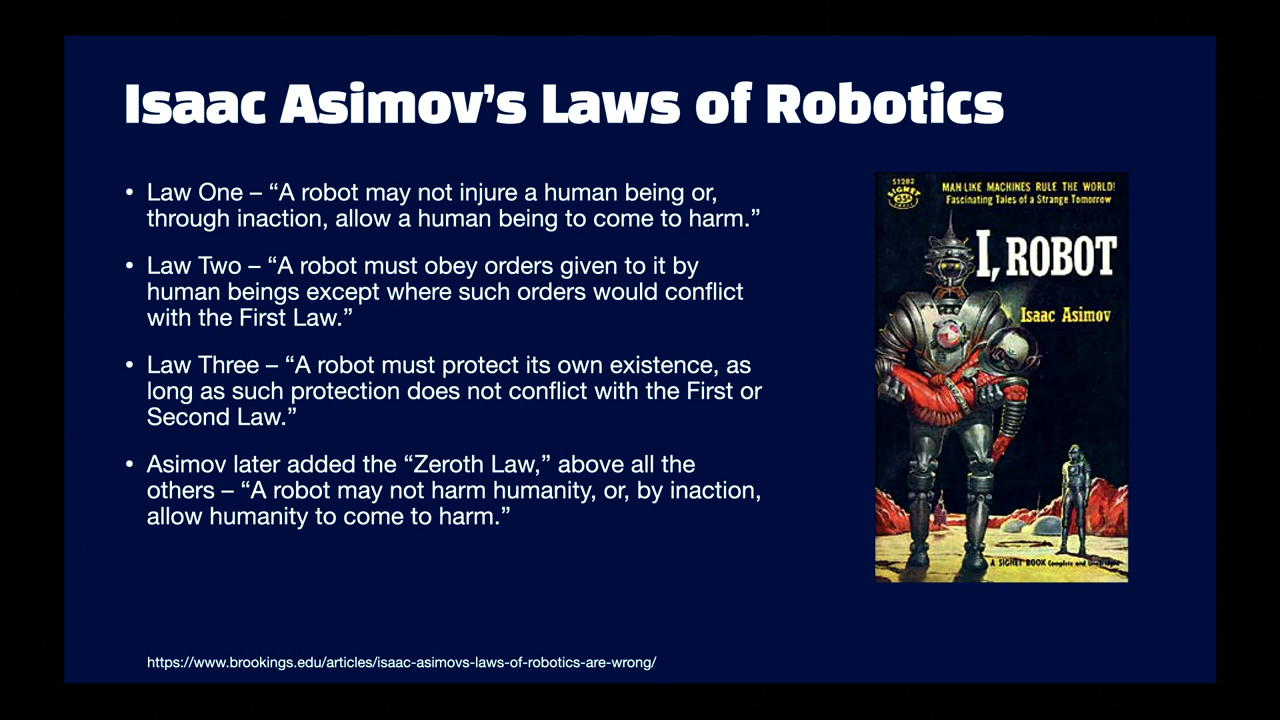 Isaac Asimov’s Laws of Robotics
• Law One – “A robot may not injure a human being or,
through inaction, allow a human being to come to harm.”
• Law Two – “A robot must obey orders given to it by
human beings except where such orders would conflict
with the First Law.”
• Law Three – “A robot must protect its own existence, as
long as such protection does not conflict with the First or
Second Law.”
• Asimov later added the “Zeroth Law,” above all the
others – “A robot may not harm humanity, or, by inaction,
allow humanity to come to harm.”
S1282
SIGNET
35¢
MAN-LIKE MACHINES RULE THE WORLD!
Fascinating Tales of a Strange Tomorrow
I, ROBOT
Isaac Asimov
A SIGNET BOOK Complete and
https://www.brookings.edu/articles/isaac-asimovs-laws-of-robotics-are-wrong/